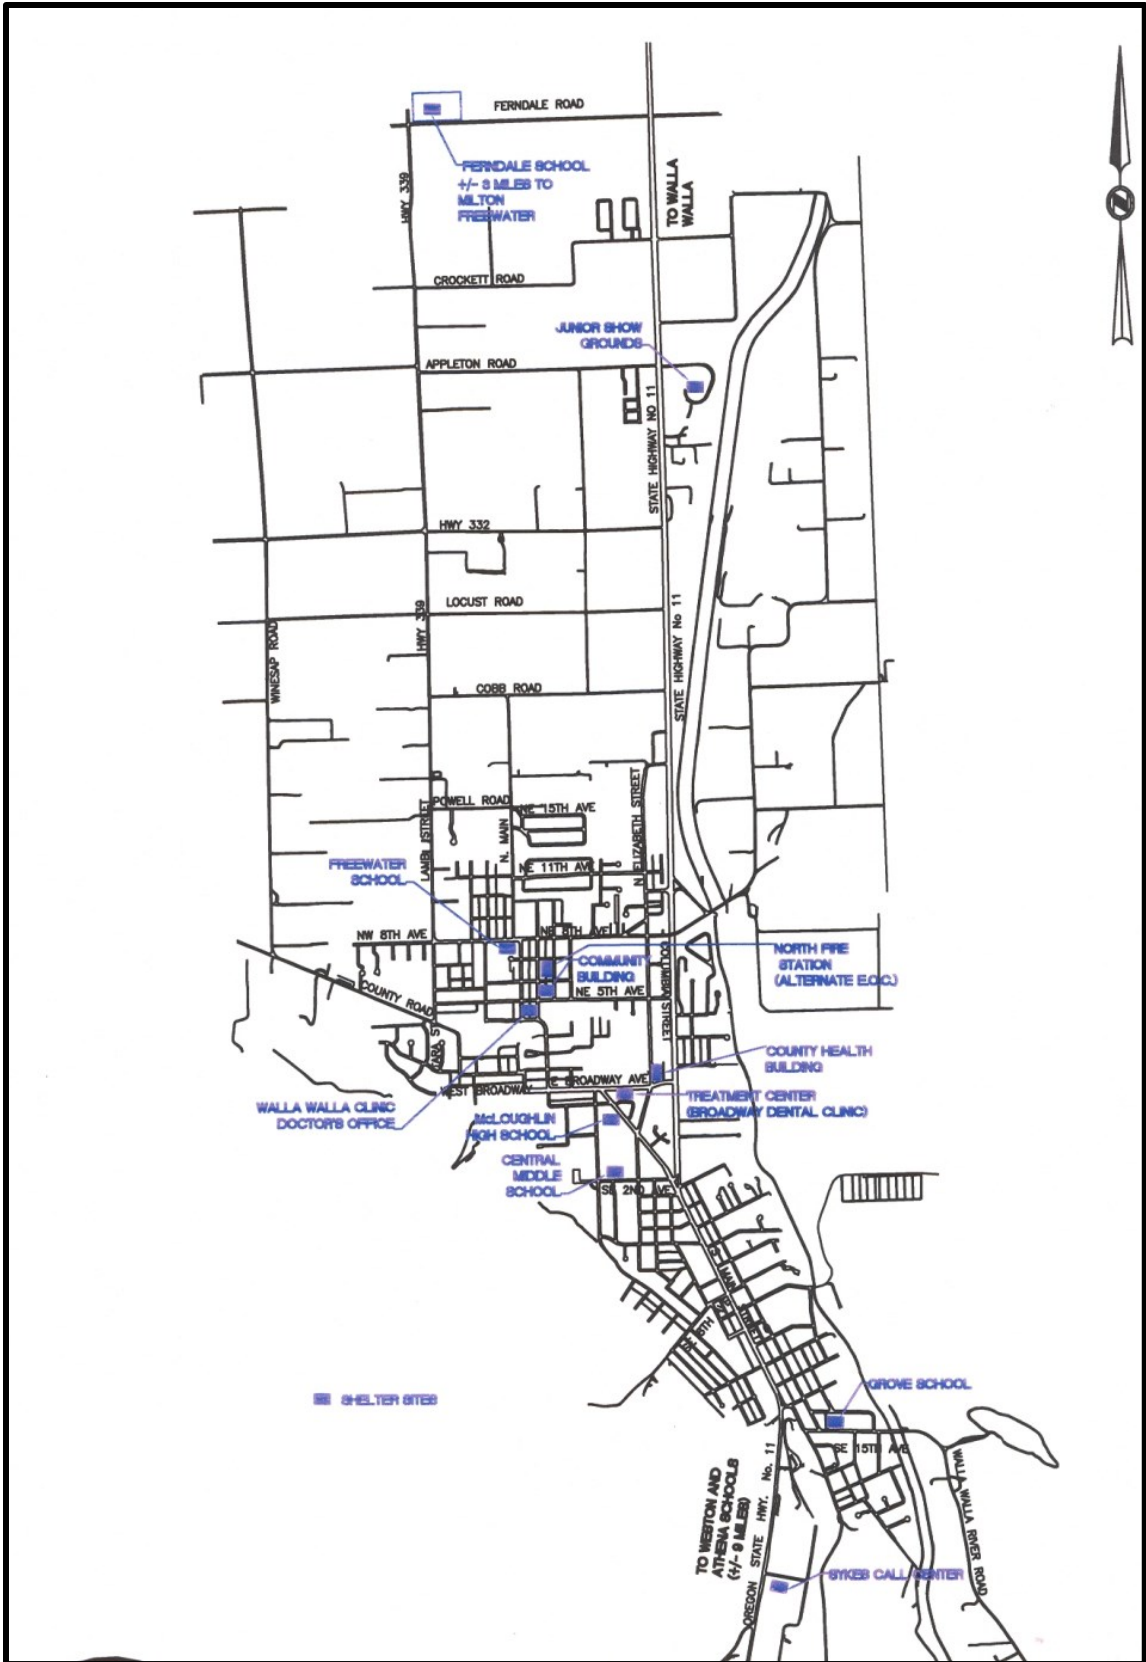 FERNDALE ROAD
FERNDALE SCHOOL
+/- 3 MILES TO
MILTON
FREEWATER
HWY 339
TO WALLA
WALLA
CROCKETT ROAD
JUNIOR SHOW
GROUNDS
APPLETON ROAD
STATE HIGHWAY NO 11
HWY 332
LOCUST ROAD
HWY 339
WINESAP ROAD
STATE HIGHWAY No 11
COBB ROAD
POWELL ROAD
NE 15TH AVE
N. ELIZABETH STREET
LAMB STREET
N. MAIN
NE 11TH AVE
FREEWATER
SCHOOL
NW 8TH AVE
NE 8TH AVE
COMMUNITY
BUILDING
NORTH FIRE
STATION
(ALTERNATE E.O.C.)
COLUMBIA STREET
COUNTY ROAD
NE 5TH AVE
COUNTY HEALTH
BUILDING
E BROADWAY AVE
WEST BROADWAY
TREATMENT CENTER
(BROADWAY DENTAL CLINIC)
WALLA WALLA CLINIC
DOCTOR'S OFFICE
McLOUGHLIN
HIGH SCHOOL
CENTRAL
MIDDLE
SCHOOL
SE 2ND AVE
S MAIN STREET
SE 8TH AVE
GROVE SCHOOL
SHELTER SITES
SE 15TH AVE
TO WESTON AND
ATHENA SCHOOLS
(+/- 9 MILES)
OREGON STATE HWY. No. 11
WALLA WALLA RIVER ROAD
SYKES CALL CENTER